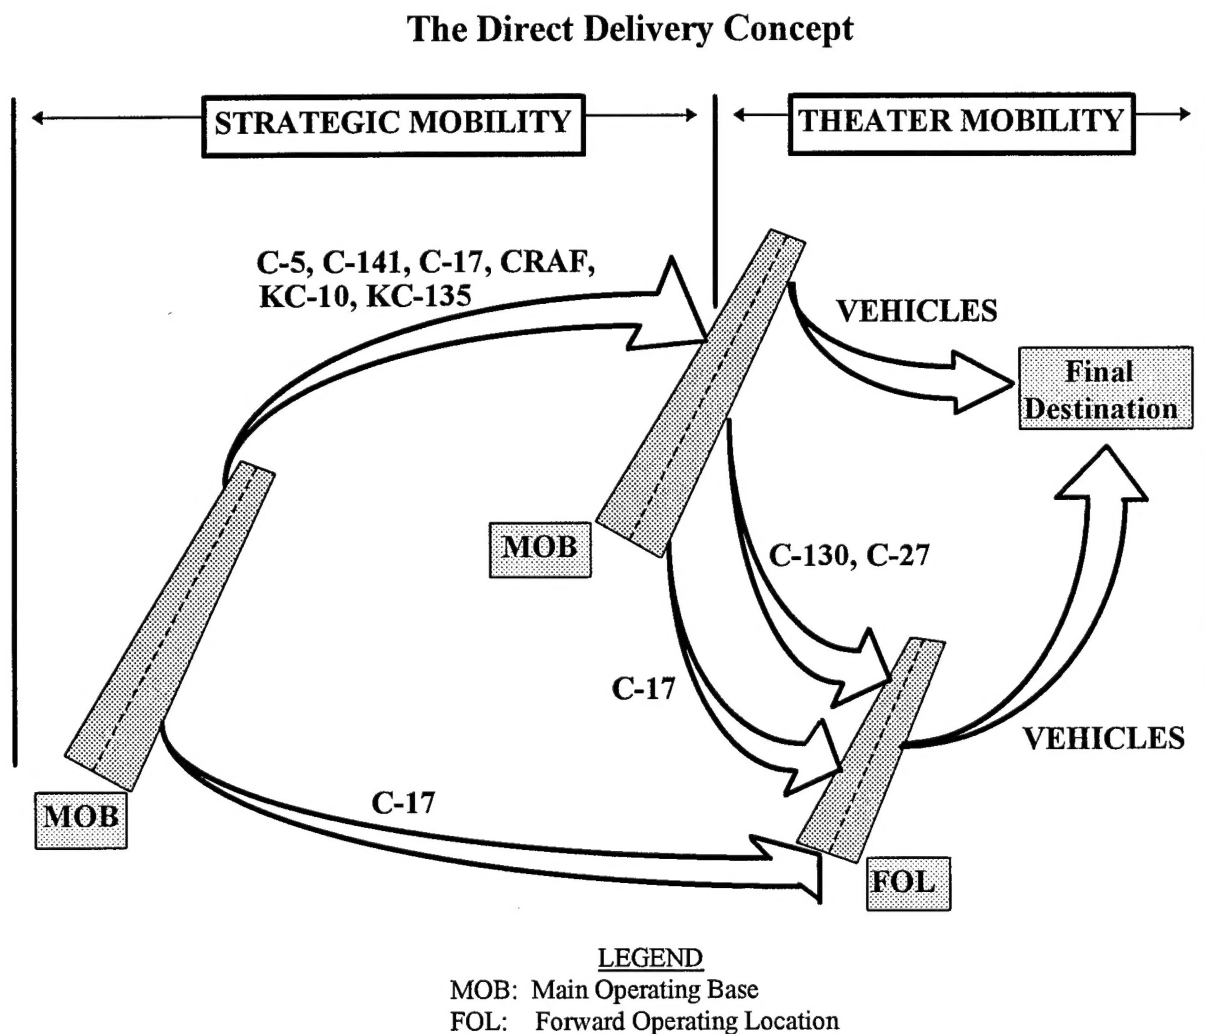 The Direct Delivery Concept
STRATEGIC MOBILITY
THEATER MOBILITY
C-5, C-141, C-17, CRAF,
KC-10, KC-135
VEHICLES
Final
Destination
MOB
C-130, C-27
C-17
VEHICLES
MOB
C-17
FOL
LEGEND
MOB: Main Operating Base
FOL: Forward Operating Location